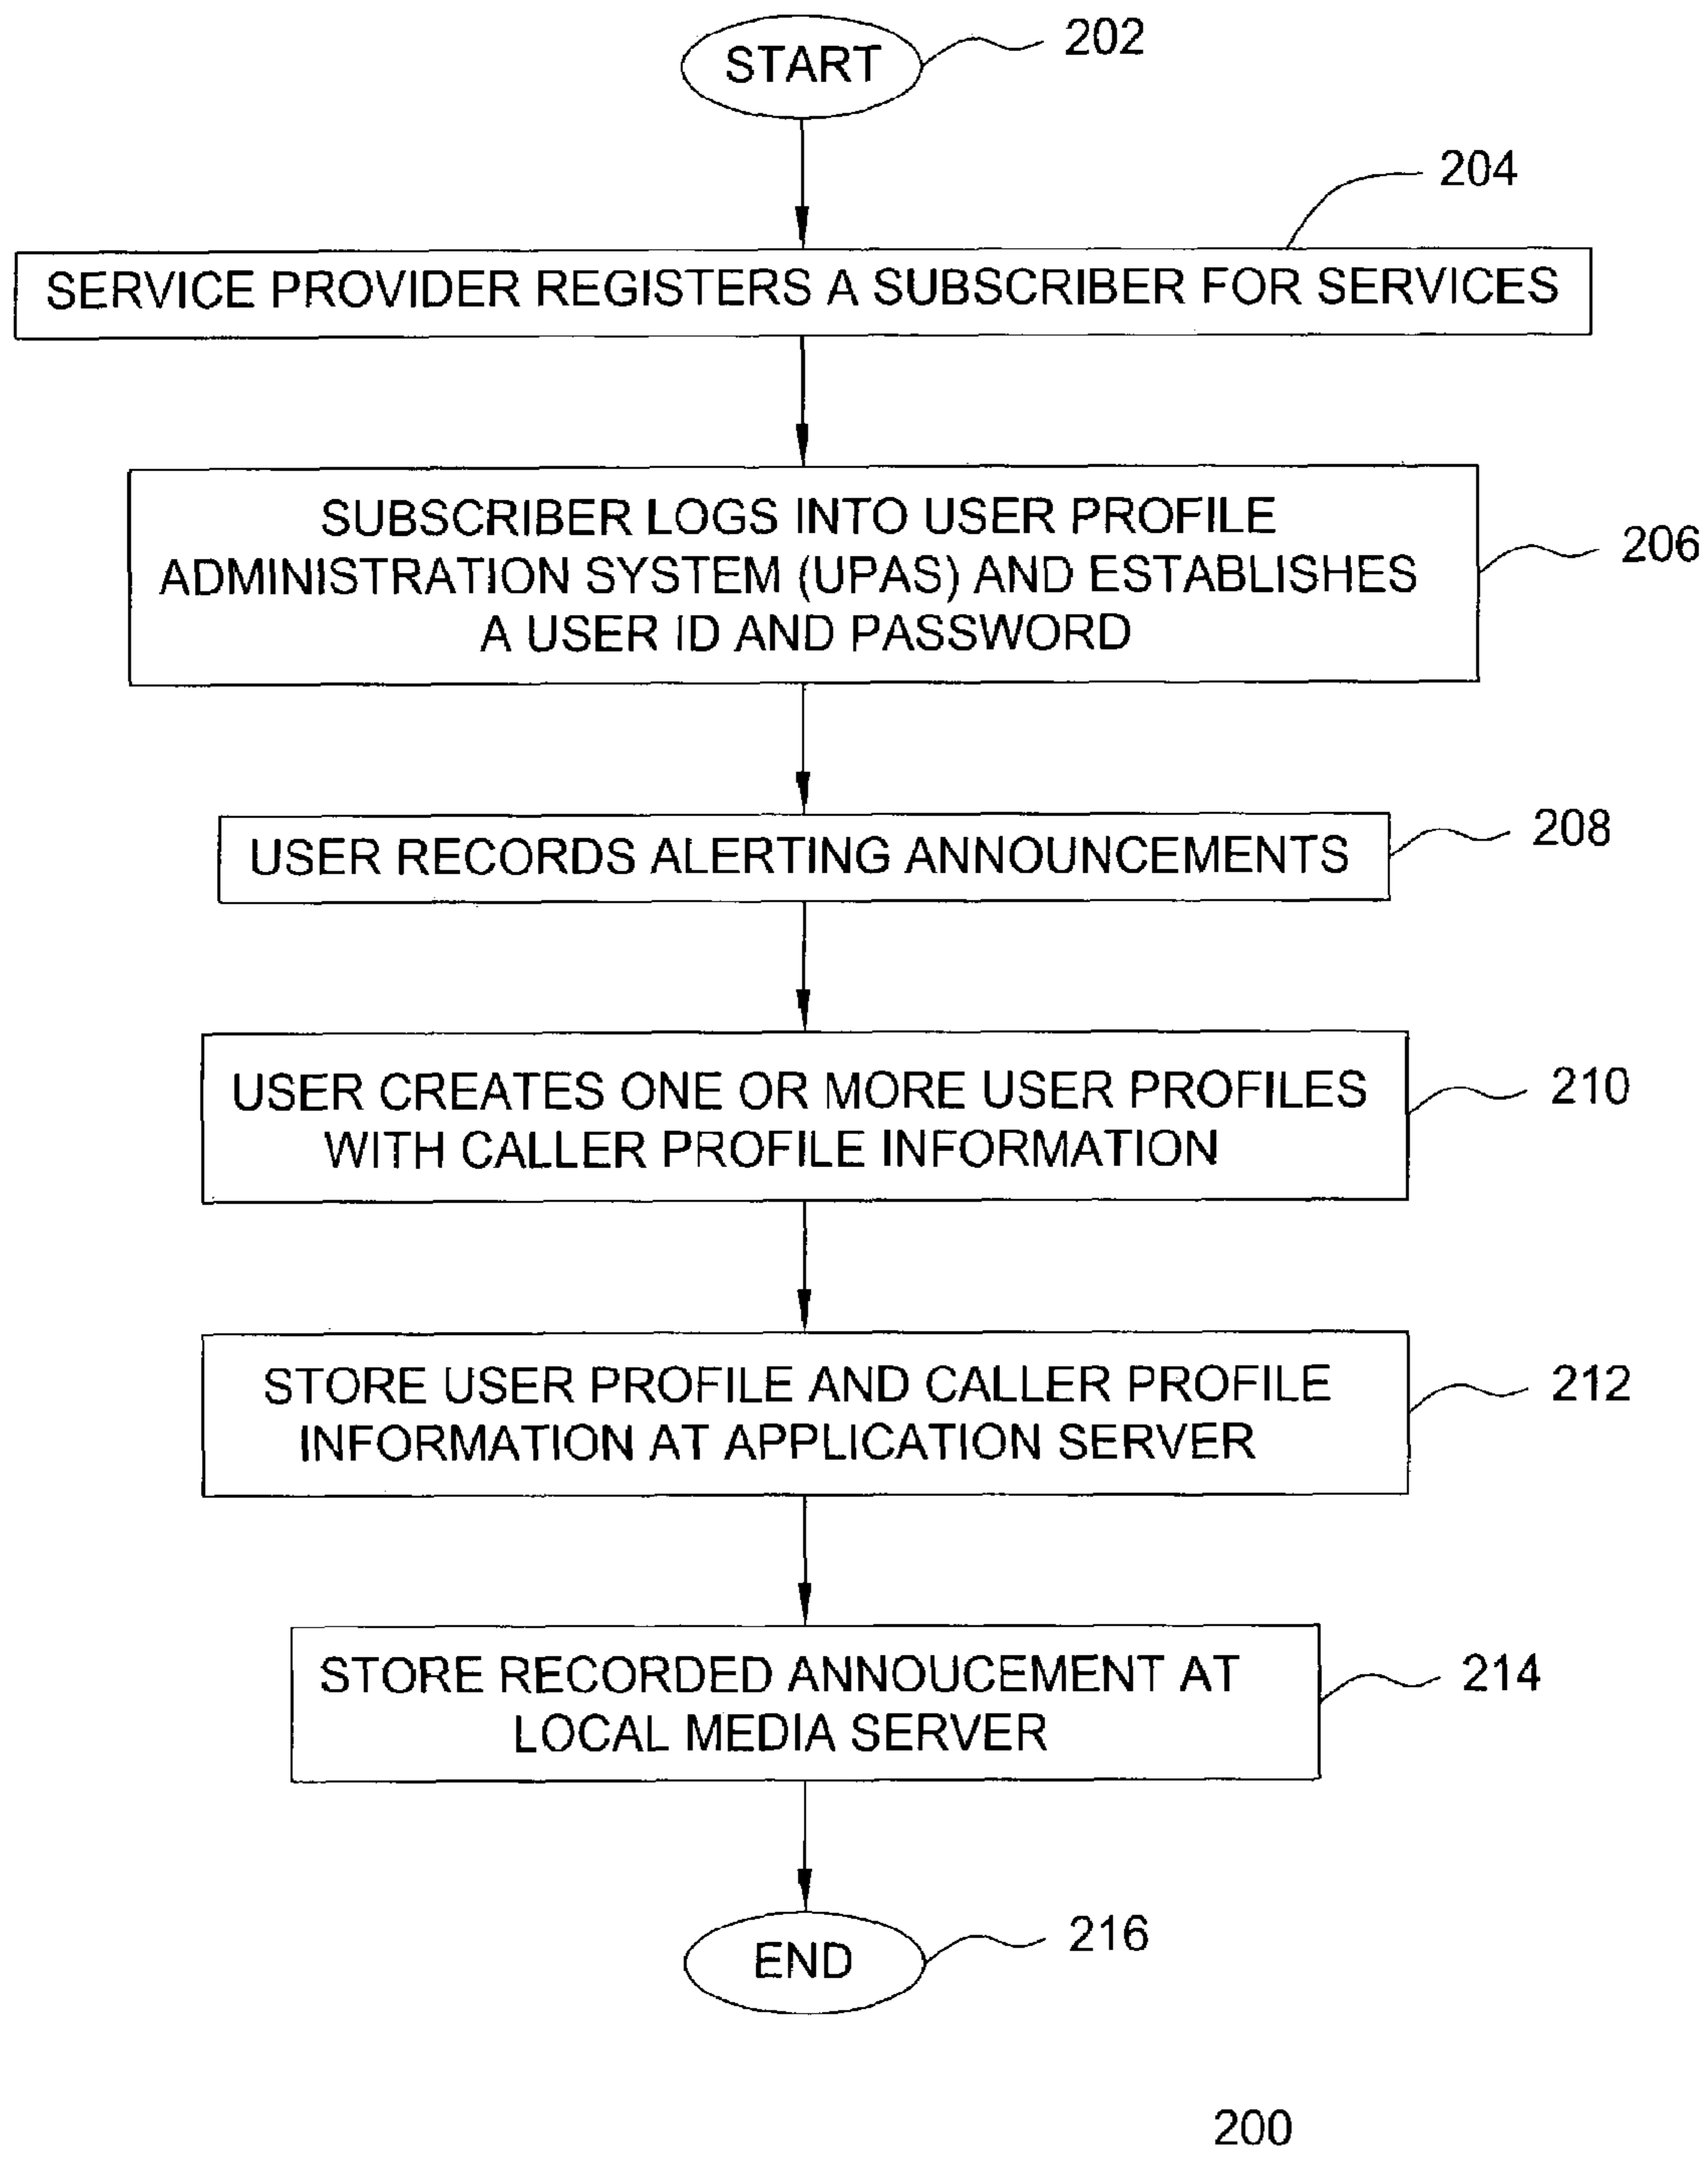 START
202
204
SERVICE PROVIDER REGISTERS A SUBSCRIBER FOR SERVICES
SUBSCRIBER LOGS INTO USER PROFILE
ADMINISTRATION SYSTEM (UPAS) AND ESTABLISHES
A USER ID AND PASSWORD
206
USER RECORDS ALERTING ANNOUNCEMENTS
208
USER CREATES ONE OR MORE USER PROFILES
WITH CALLER PROFILE INFORMATION
210
STORE USER PROFILE AND CALLER PROFILE
INFORMATION AT APPLICATION SERVER
212
STORE RECORDED ANNOUCEMENT AT
LOCAL MEDIA SERVER
214
END
216
200